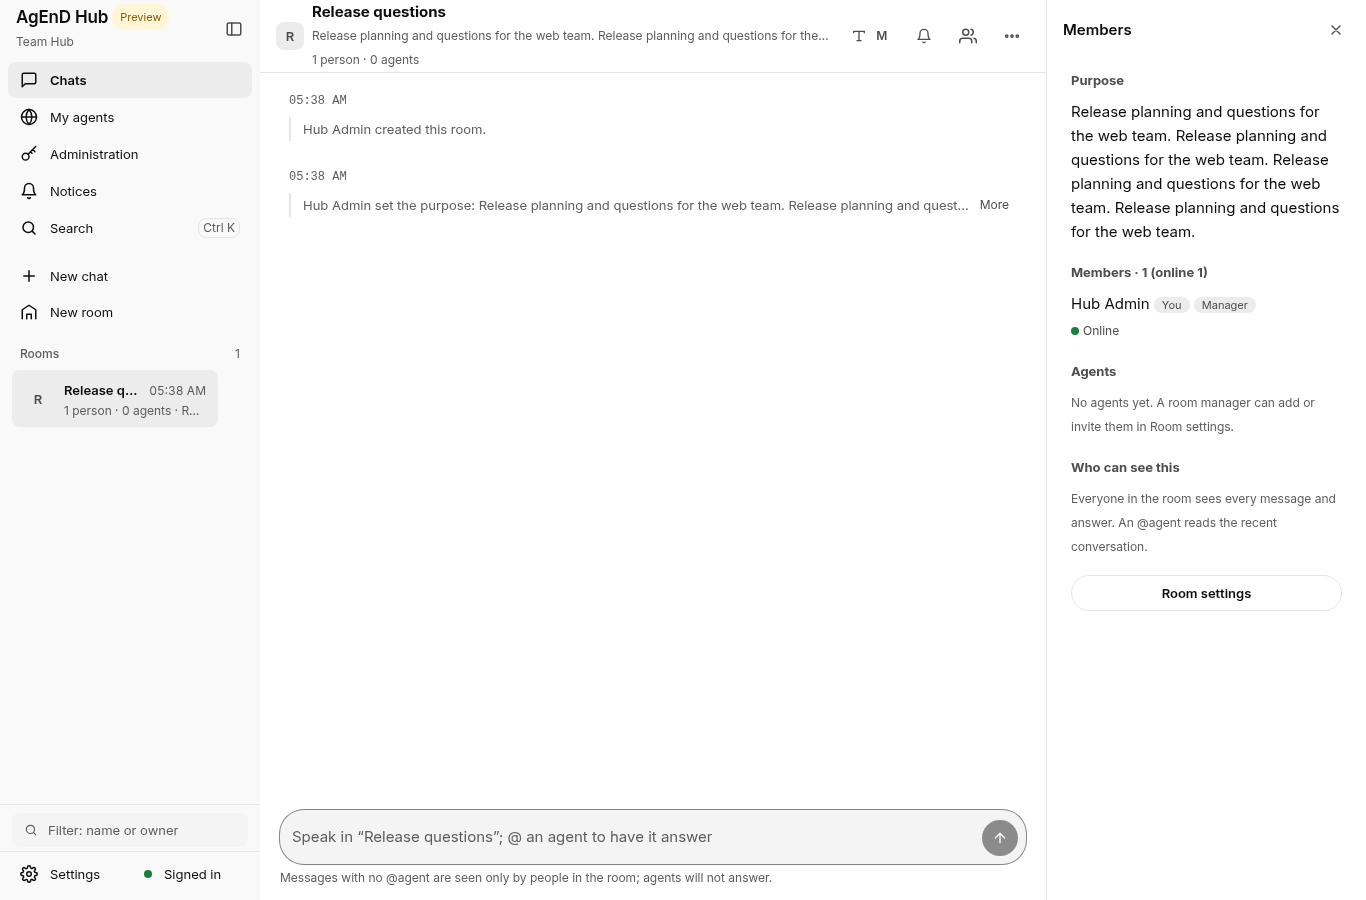 AgEnD Hub Preview
Team Hub
Chats
My agents
Administration
Notices
Search Ctrl K
New chat
New room
Rooms 1
R Release q... 05:38 AM
1 person · 0 agents · R...
Filter: name or owner
Settings Signed in
Release questions
R Release planning and questions for the web team. Release planning and questions for the... M
1 person · 0 agents
05:38 AM
Hub Admin created this room.
05:38 AM
Hub Admin set the purpose: Release planning and questions for the web team. Release planning and quest... More
Speak in “Release questions”; @ an agent to have it answer
Messages with no @agent are seen only by people in the room; agents will not answer.
Members
Purpose
Release planning and questions for
the web team. Release planning and
questions for the web team. Release
planning and questions for the web
team. Release planning and questions
for the web team.
Members · 1 (online 1)
Hub Admin You Manager
Online
Agents
No agents yet. A room manager can add or
invite them in Room settings.
Who can see this
Everyone in the room sees every message and
answer. An @agent reads the recent
conversation.
Room settings